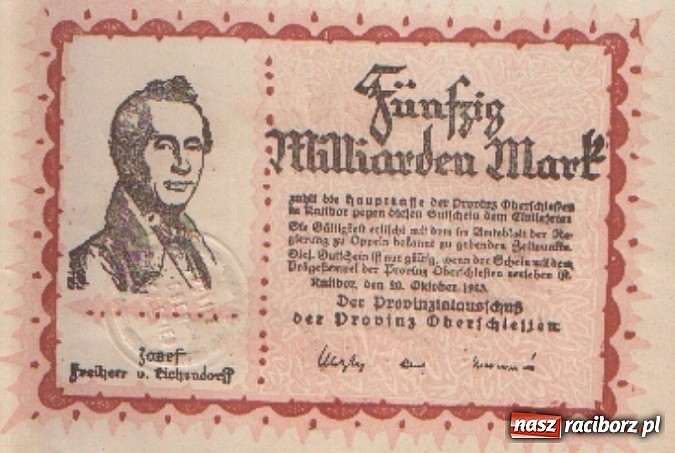 Fünfzig
Milliarden Mark
zahlt die Hauptkasse der Provinz Oberschlesien
in Ratibor gegen diesen Gutschein dem Einlieferer
Die Gültigkeit erlischt mit dem im Amtsblatt der Re-
gierung zu Oppeln bekannt zu gebenden Zeitpunkte.
Dies. Gutschein ist nur gültig, wenn der Schein mit dem
Prägestempel der Provinz Oberschlesien versehen ist.
Ratibor, den 20. Oktober 1923.
Der Provinzialausschuß
der Provinz Oberschlesien
Josef
Freiherr v. Eichendorff
nasz raciborz.pl